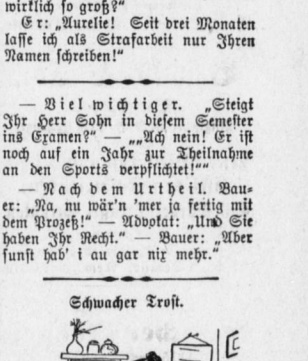 wirklich so groß?"
Er: „Aurelie! Seit drei Monaten
lasse ich als Strafarbeit nur Ihren
Namen schreiben!"
— Viel wichtiger. „Steigt
Ihr Herr Sohn in diesem Semester
ins Examen?" — „„Ach nein! Er ist
noch auf ein Jahr zur Theilnahme
an den Sports verpflichtet!""
— Nach dem Urtheil. Bau-
er: „Na, nu wär'n 'mer ja fertig mit
dem Prozeß!" — Advokat: „Und Sie
haben Ihr Recht." — Bauer: „Aber
sunst hab' i au gar nix mehr."
Schwacher Trost.